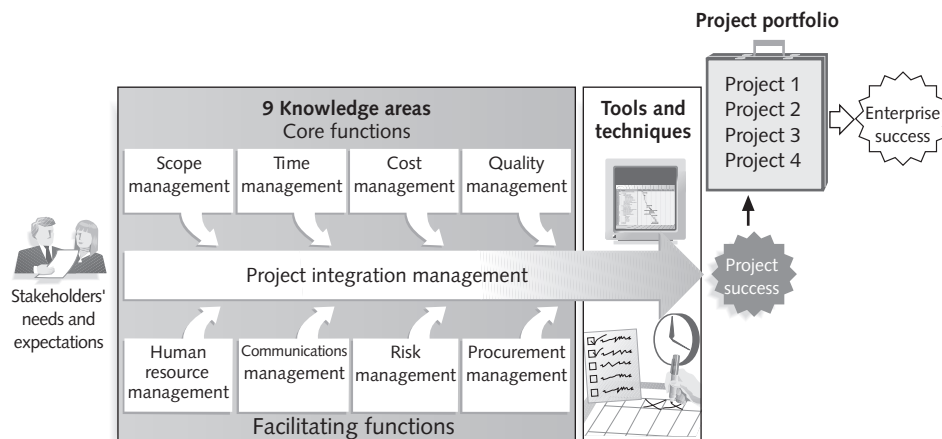 Project portfolio
Project 1
Project 2
Project 3
Project 4
Enterprise
success
9 Knowledge areas
Core functions
Tools and
techniques
Scope
management
Time
management
Cost
management
Quality
management
Stakeholders'
needs and
expectations
Project integration management
Project
success
Human
resource
management
Communications
management
Risk
management
Procurement
management
Facilitating functions